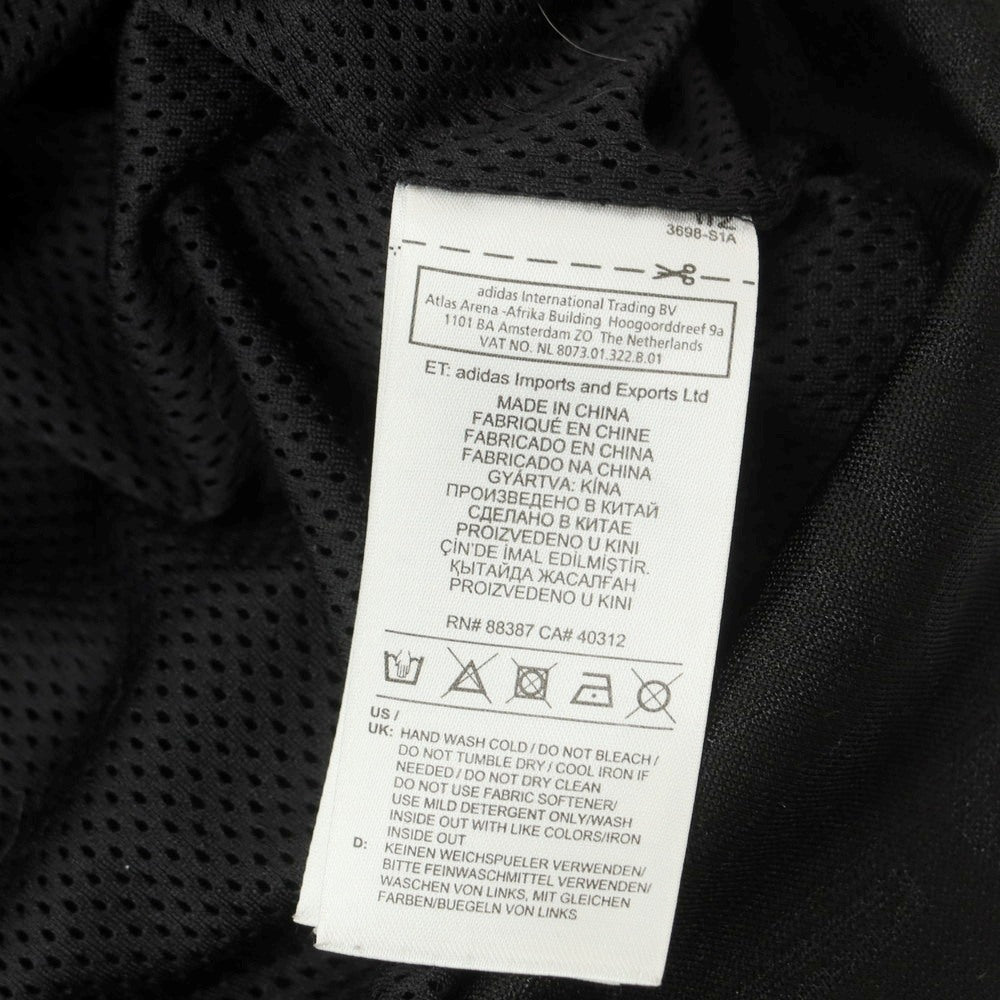 3698-S1A
adidas International Trading BV
Atlas Arena -Afrika Building Hoogoorddreef 9a
1101 BA Amsterdam ZO The Netherlands
VAT NO. NL 8073.01.322.B.01
ET: adidas Imports and Exports Ltd
MADE IN CHINA
FABRIQUÉ EN CHINE
FABRICADO EN CHINA
FABRICADO NA CHINA
GYÁRTVA: KÍNA
ПРОИЗВЕДЕНО В КИТАЙ
СДЕЛАНО В КИТАЕ
PROIZVEDENO U KINI
ÇİN'DE İMAL EDİLMİŞTİR.
ҚЫТАЙДА ЖАСАЛҒАН
PROIZVEDENO U KINI
RN# 88387 CA# 40312
US /
UK: HAND WASH COLD / DO NOT BLEACH /
DO NOT TUMBLE DRY / COOL IRON IF
NEEDED / DO NOT DRY CLEAN
DO NOT USE FABRIC SOFTENER/
USE MILD DETERGENT ONLY/WASH
INSIDE OUT WITH LIKE COLORS/IRON
INSIDE OUT
D: KEINEN WEICHSPUELER VERWENDEN/
BITTE FEINWASCHMITTEL VERWENDEN/
WASCHEN VON LINKS, MIT GLEICHEN
FARBEN/BUEGELN VON LINKS